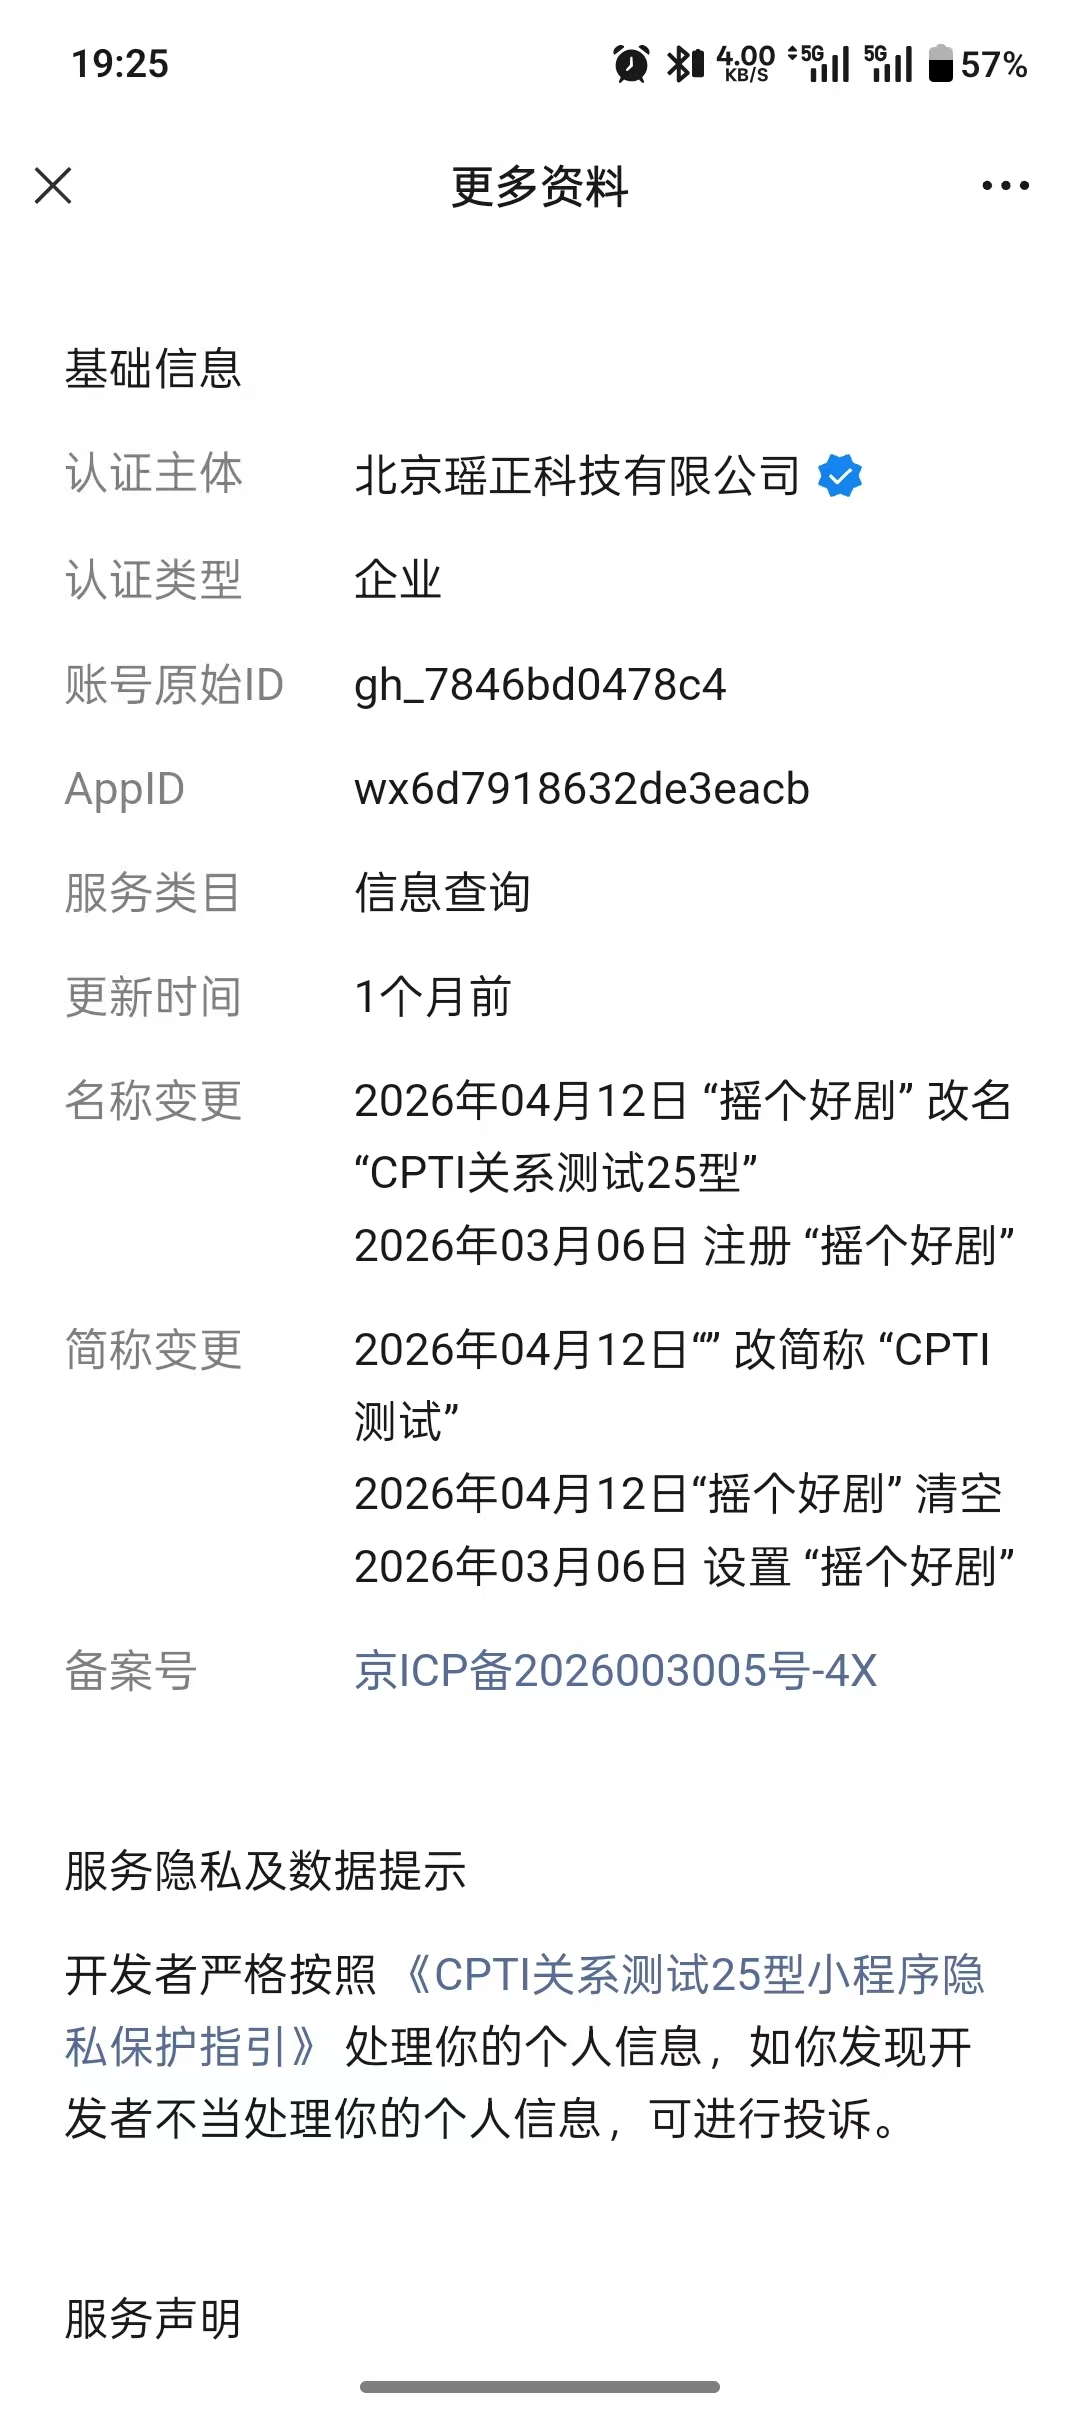 19:25
4.00 KB/S 5G 5G 57%
更多资料
基础信息
认证主体 北京瑶正科技有限公司
认证类型 企业
账号原始ID gh_7846bd0478c4
AppID wx6d7918632de3eacb
服务类目 信息查询
更新时间 1个月前
名称变更 2026年04月12日 “摇个好剧” 改名
“CPTI关系测试25型”
2026年03月06日 注册 “摇个好剧”
简称变更 2026年04月12日“” 改简称 “CPTI
测试”
2026年04月12日“摇个好剧” 清空
2026年03月06日 设置 “摇个好剧”
备案号 京ICP备2026003005号-4X
服务隐私及数据提示
开发者严格按照 《CPTI关系测试25型小程序隐
私保护指引》 处理你的个人信息，如你发现开
发者不当处理你的个人信息，可进行投诉。
服务声明